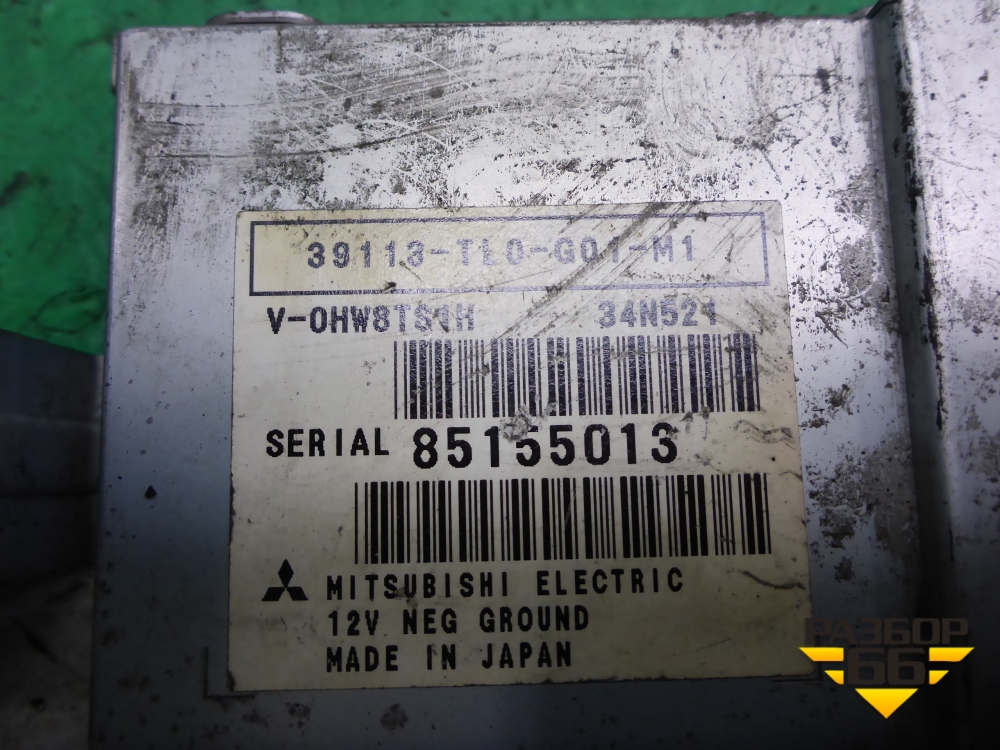 39113-TL0-G01-M1
V-0HW8TS1H 34N521
SERIAL 85155013
MITSUBISHI ELECTRIC
12V NEG GROUND
MADE IN JAPAN
РАЗБОР
66